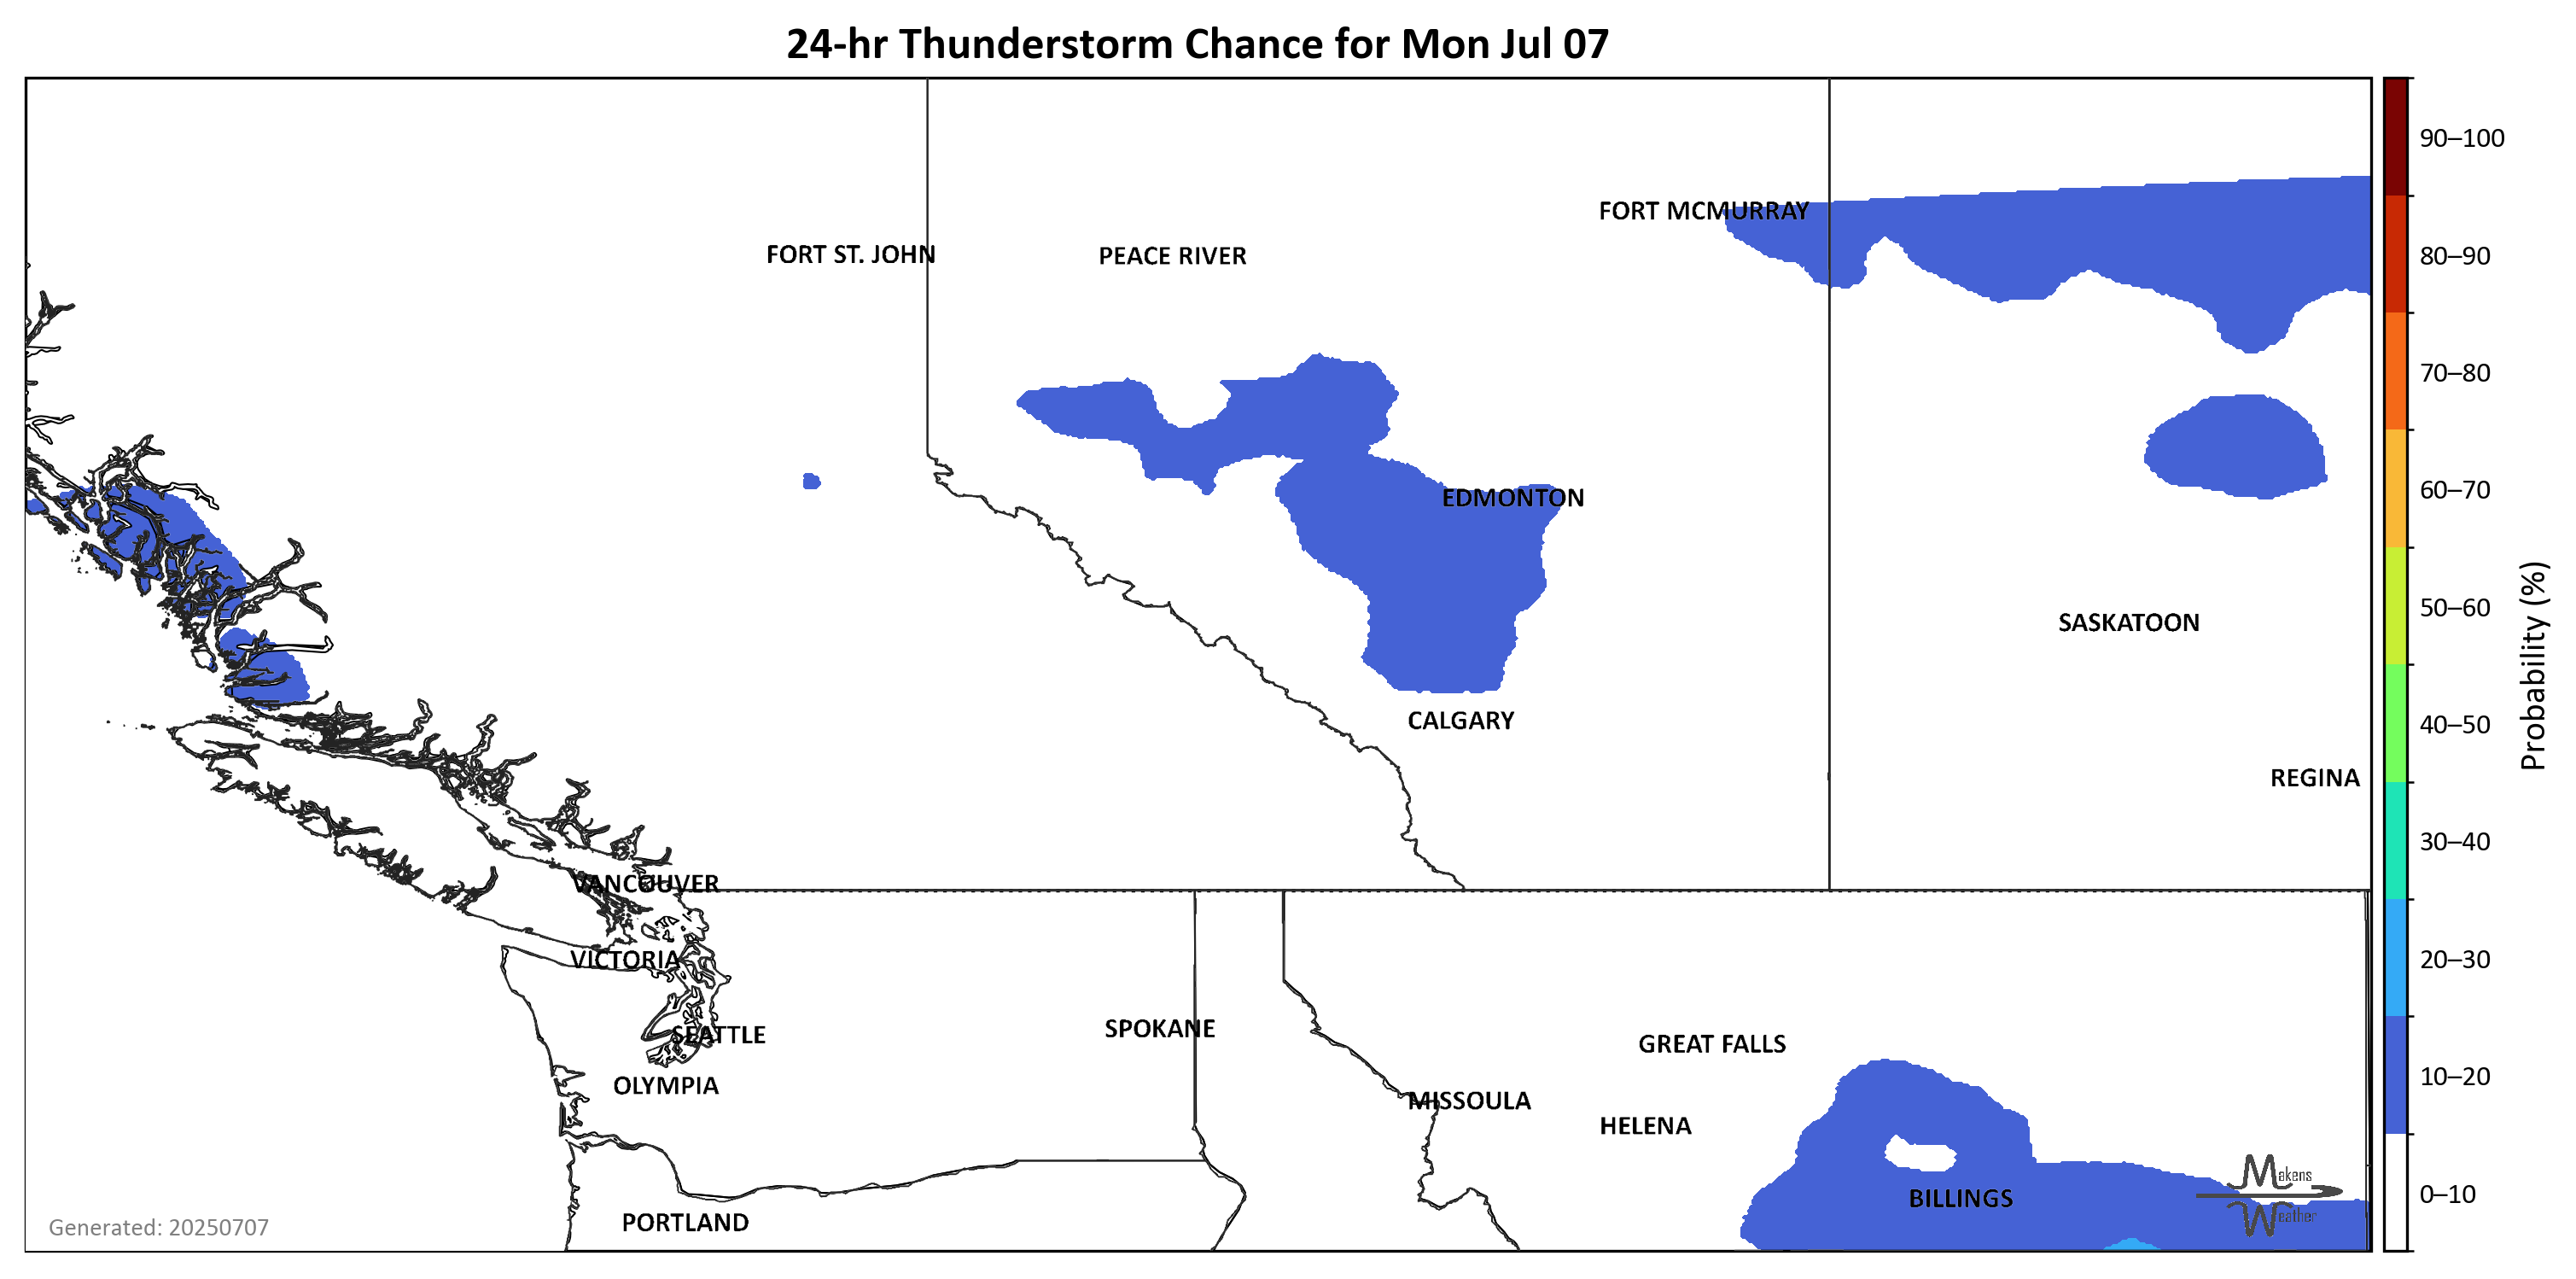 24-hr Thunderstorm Chance for Mon Jul 07
FORT MCMURRAY
FORT ST. JOHN
PEACE RIVER
EDMONTON
SASKATOON
CALGARY
REGINA
VANCOUVER
VICTORIA
SEATTLE
SPOKANE
GREAT FALLS
OLYMPIA
MISSOULA
HELENA
BILLINGS
PORTLAND
Makens
Weather
Generated: 20250707
90–100
80–90
70–80
60–70
50–60
40–50
30–40
20–30
10–20
0–10
Probability (%)